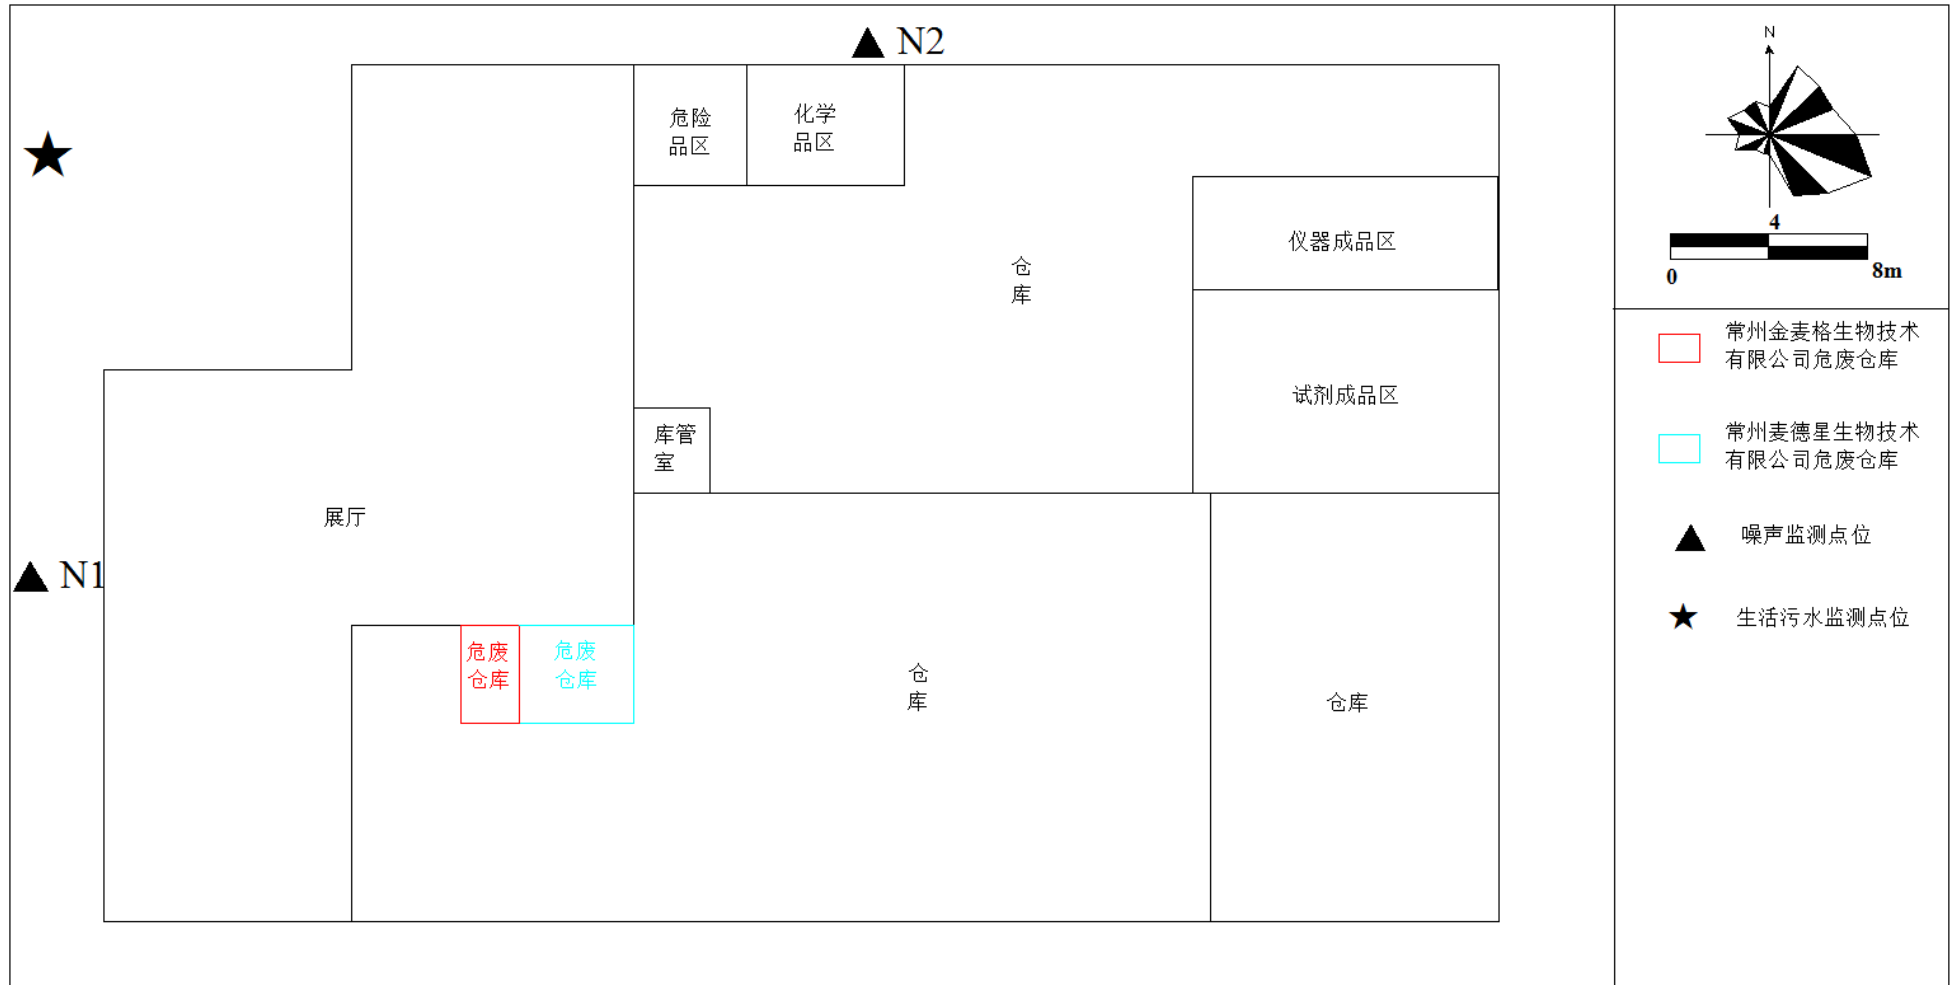 N2
危险
品区
化学
品区
仪器成品区
仓
库
试剂成品区
库管
室
展厅
N1
危废
仓库
危废
仓库
仓
库
仓库
N
4
0
8m
常州金麦格生物技术
有限公司危废仓库
常州麦德星生物技术
有限公司危废仓库
噪声监测点位
生活污水监测点位